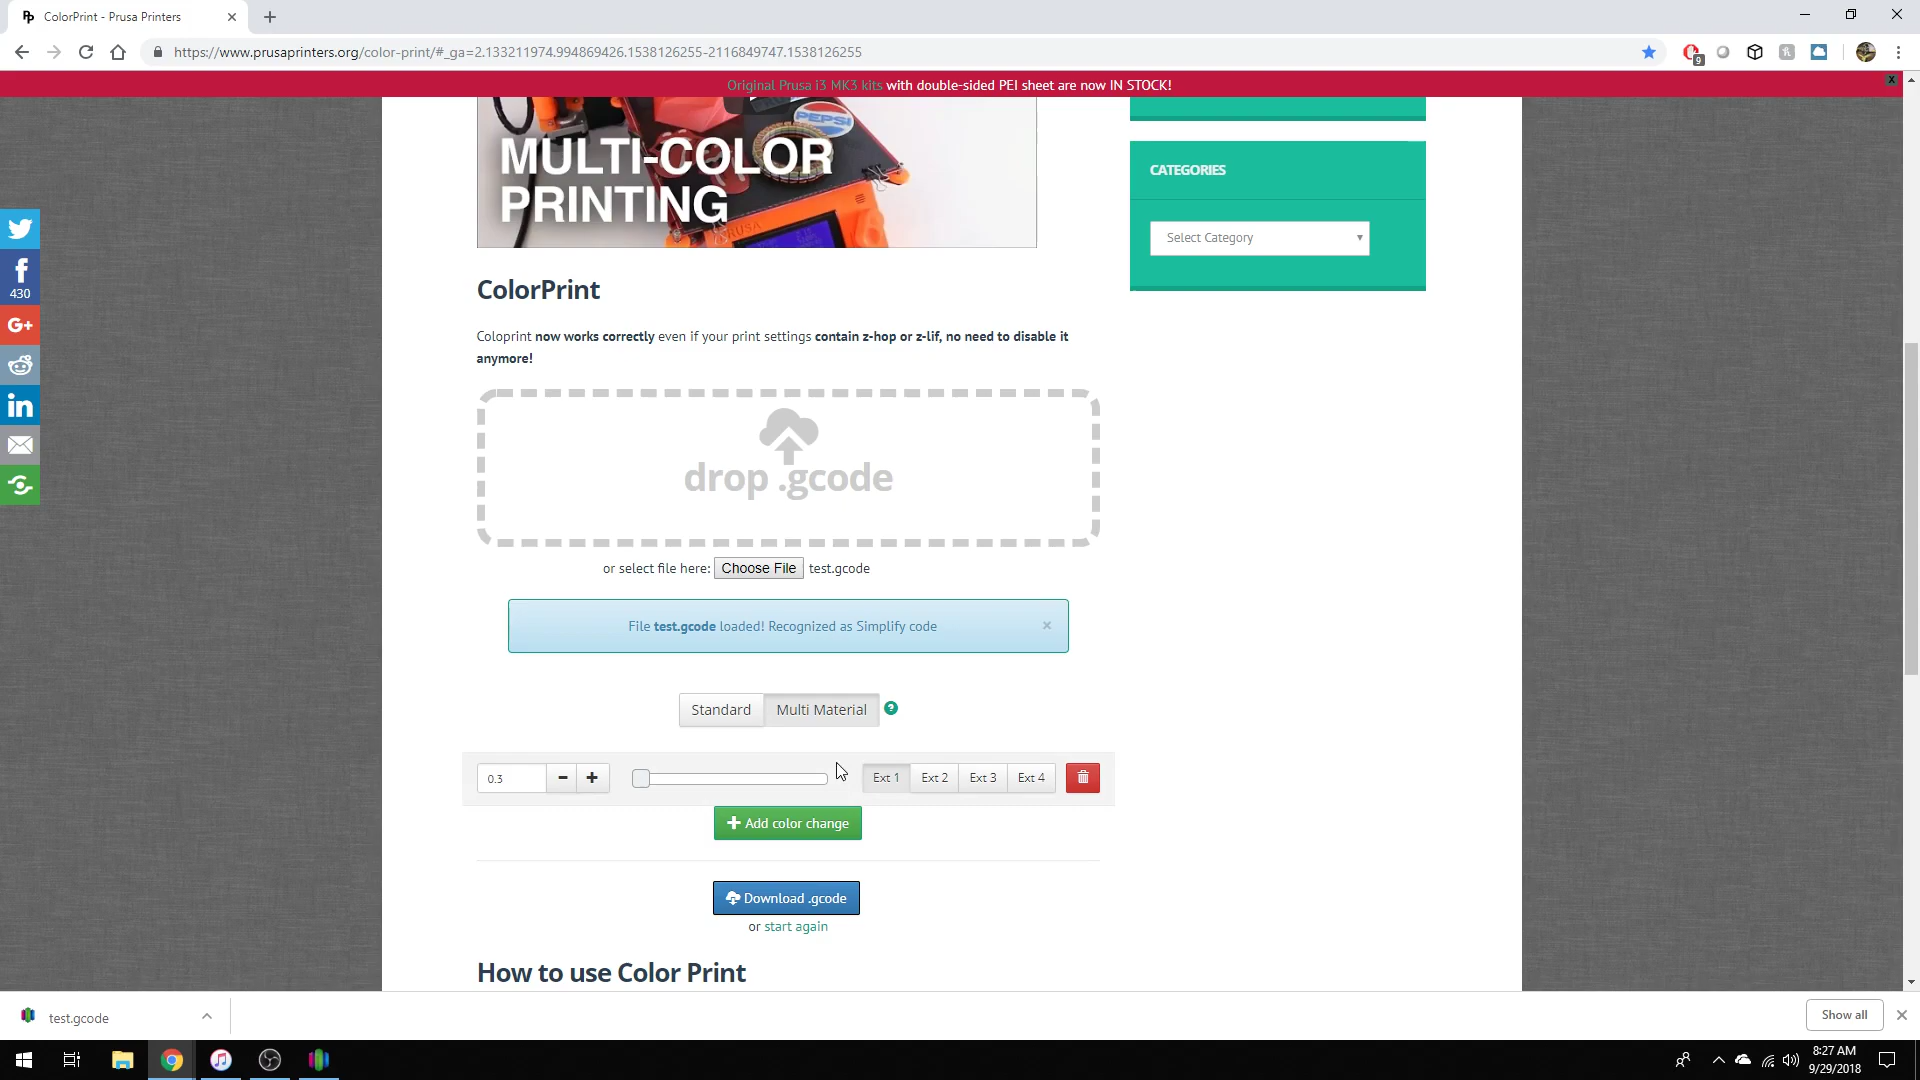 ColorPrint - Prusa Printers
https://www.prusaprinters.org/color-print/#_ga=2.133211974.994869426.1538126255-2116849747.1538126255
9
Original Prusa i3 MK3 kits with double-sided PEI sheet are now IN STOCK!
X
PEPSI
MULTI-COLOR
PRINTING
PRUSA
CATEGORIES
Select Category
430
G+
in
ColorPrint
Coloprint now works correctly even if your print settings contain z-hop or z-lif, no need to disable it
anymore!
drop .gcode
or select file here: Choose File test.gcode
File test.gcode loaded! Recognized as Simplify code
×
Standard Multi Material ?
0.3 Ext 1 Ext 2 Ext 3 Ext 4
Add color change
Download .gcode
or start again
How to use Color Print
test.gcode
Show all
8:27 AM
9/29/2018